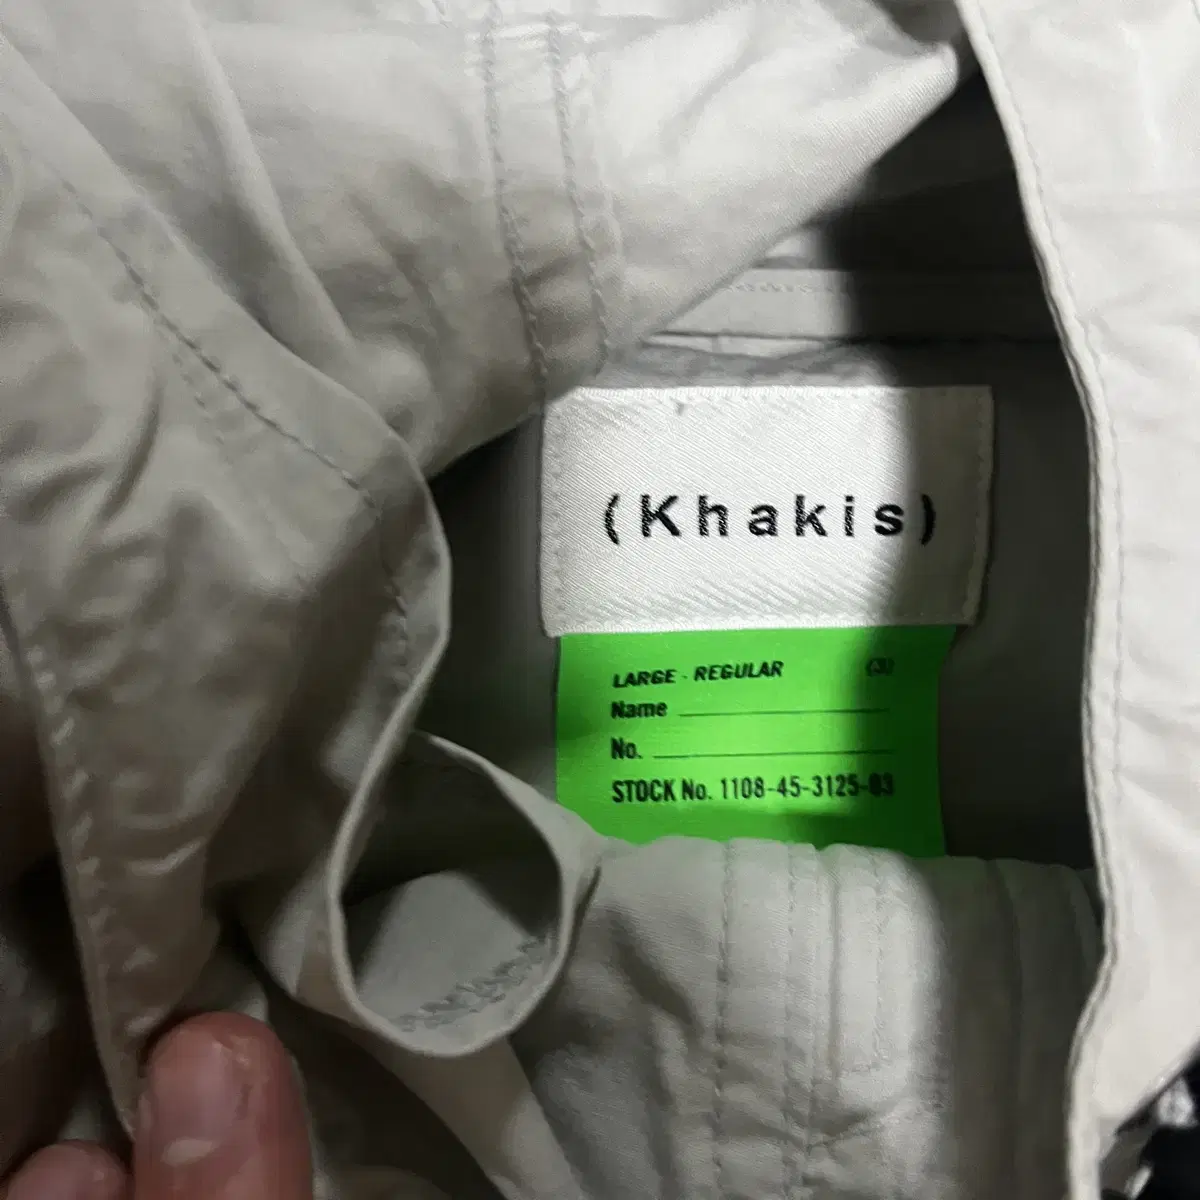 (Khakis)
LARGE - REGULAR (3)
Name
No.
STOCK No. 1108-45-3125-03